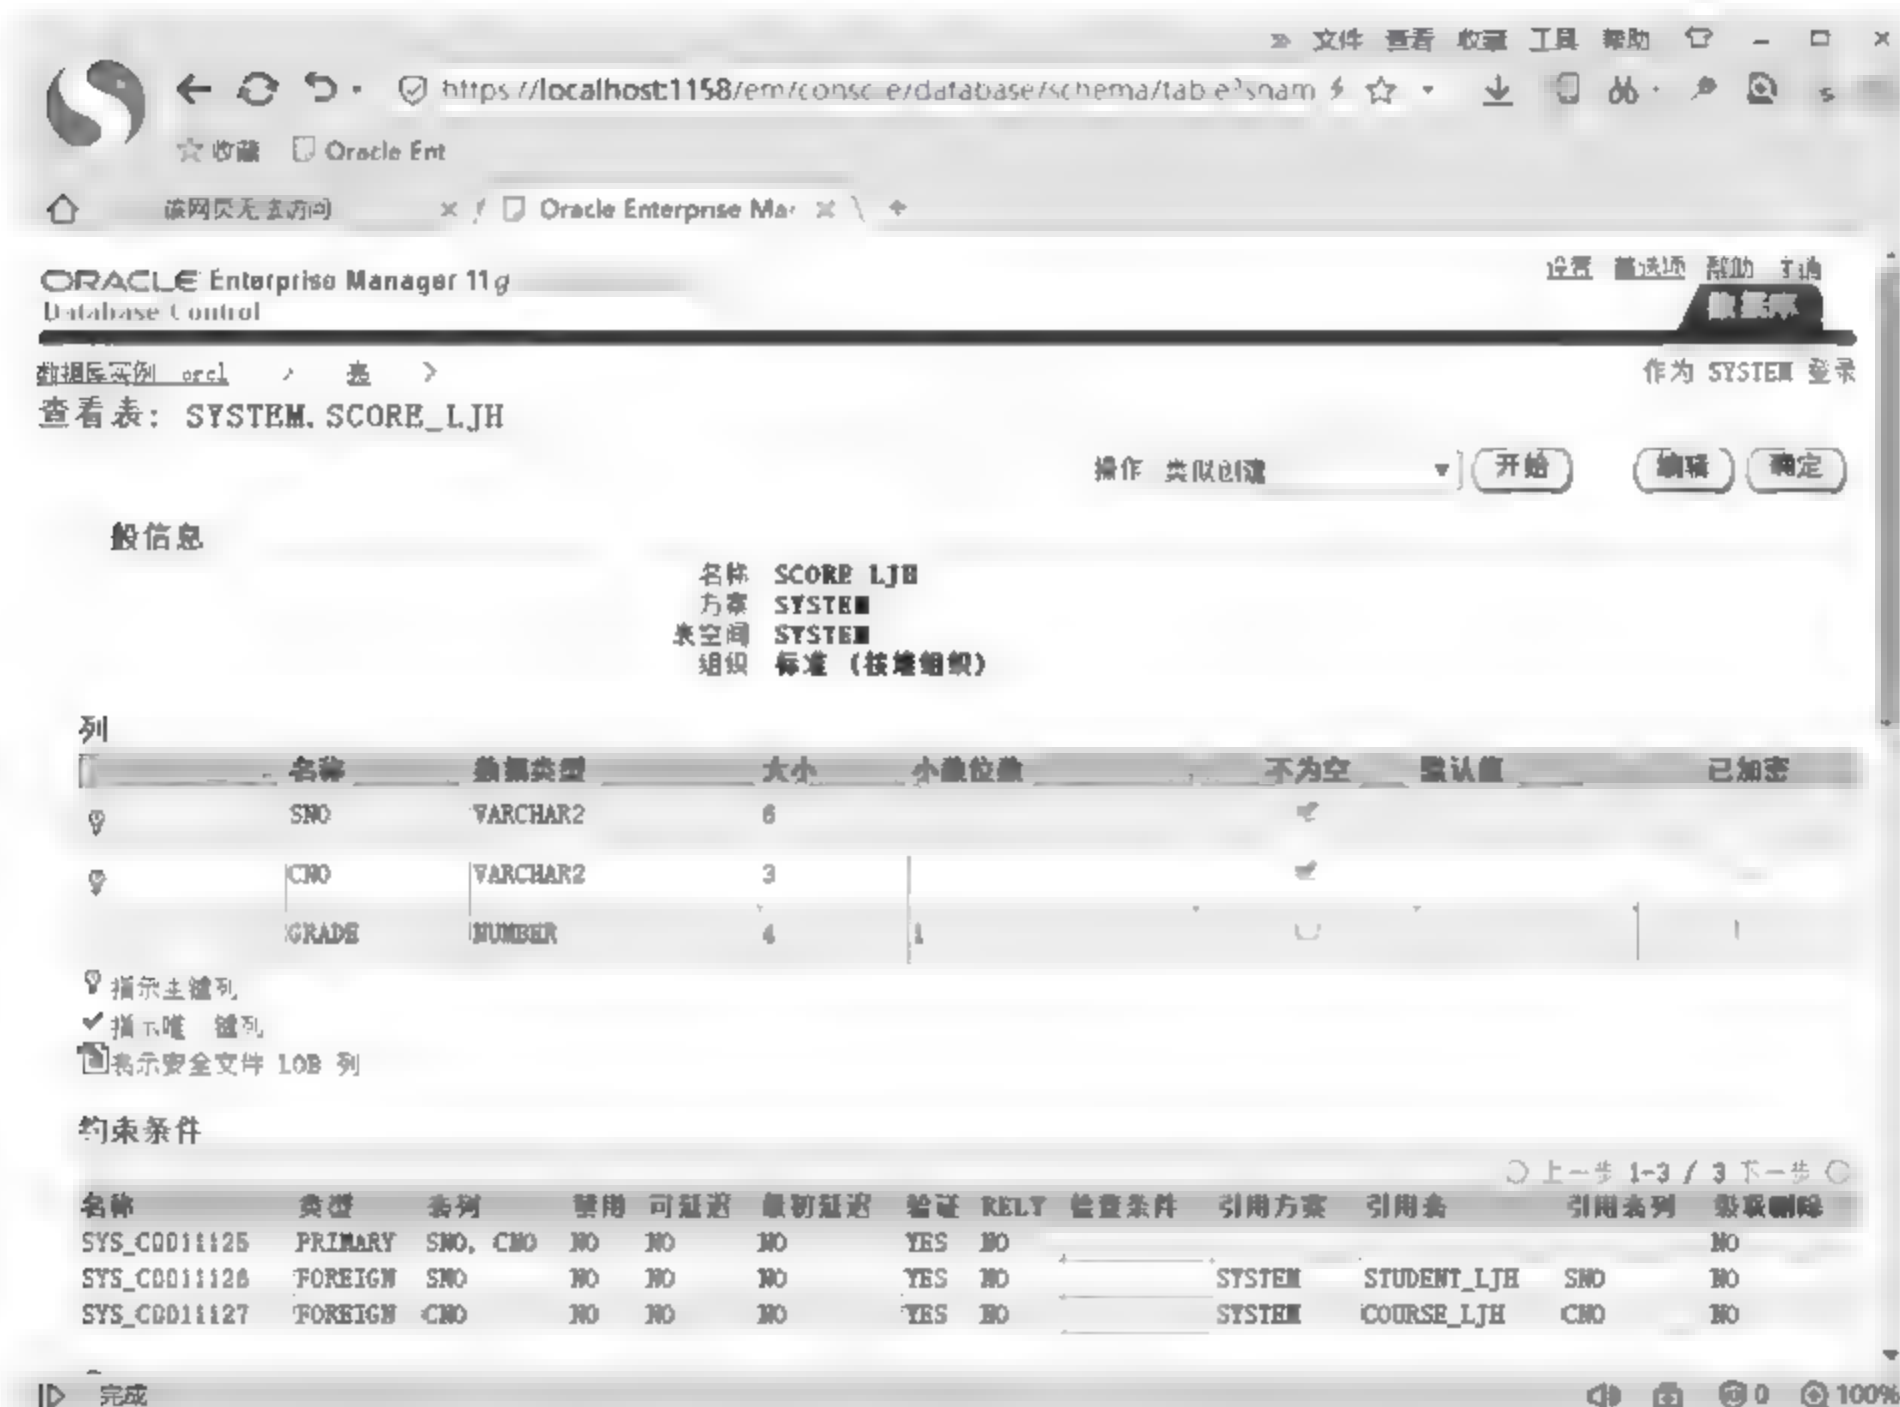 » 文件 查看 收藏 工具 帮助
https://localhost:1158/em/console/database/schema/table?snam
收藏 Oracle Ent
该网页无法访问 Oracle Enterprise Ma
ORACLE Enterprise Manager 11g
设置 首选项 帮助 注销
Database Control
数据库
数据库实例 orcl > 表 >
作为 SYSTEM 登录
查看表: SYSTEM.SCORE_LJH
操作 类似创建 开始 编辑 确定
般信息
名称 SCORE LJH
方案 SYSTEM
表空间 SYSTEM
组织 标准 (按堆组织)
列
名称 数据类型 大小 小数位数 不为空 默认值 已加密
SNO VARCHAR2 6
CNO VARCHAR2 3
GRADE NUMBER 4 1
指示主键列
指示唯 键列
表示安全文件 LOB 列
约束条件
上一步 1-3 / 3 下一步
名称 类型 表列 禁用 可延迟 最初延迟 验证 RELY 检查条件 引用方案 引用表 引用表列 级联删除
SYS_C0011125 PRIMARY SNO, CNO NO NO NO YES NO NO
SYS_C0011126 FOREIGN SNO NO NO NO YES NO SYSTEM STUDENT_LJH SNO NO
SYS_C0011127 FOREIGN CNO NO NO NO YES NO SYSTEM COURSE_LJH CNO NO
完成 0 100%